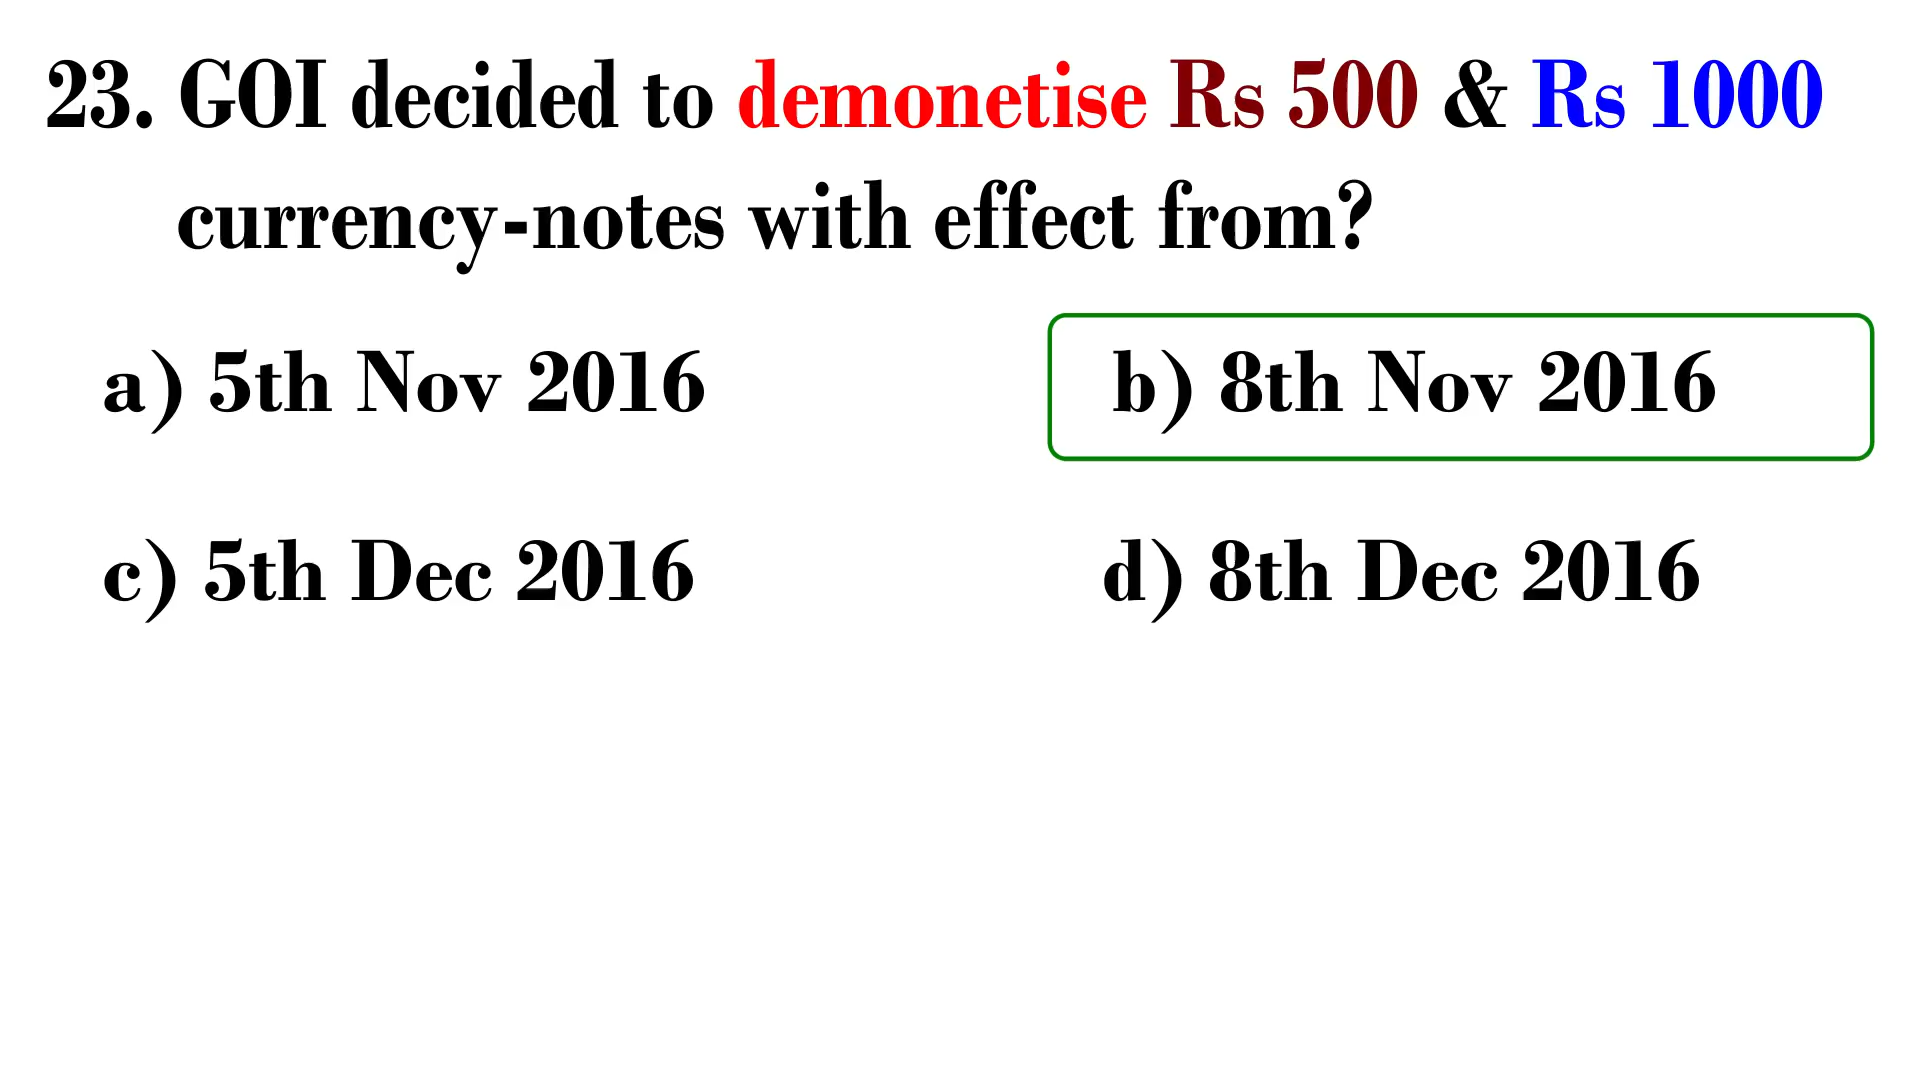 23. GOI decided to demonetise Rs 500 & Rs 1000
currency-notes with effect from?
a) 5th Nov 2016
b) 8th Nov 2016
c) 5th Dec 2016
d) 8th Dec 2016